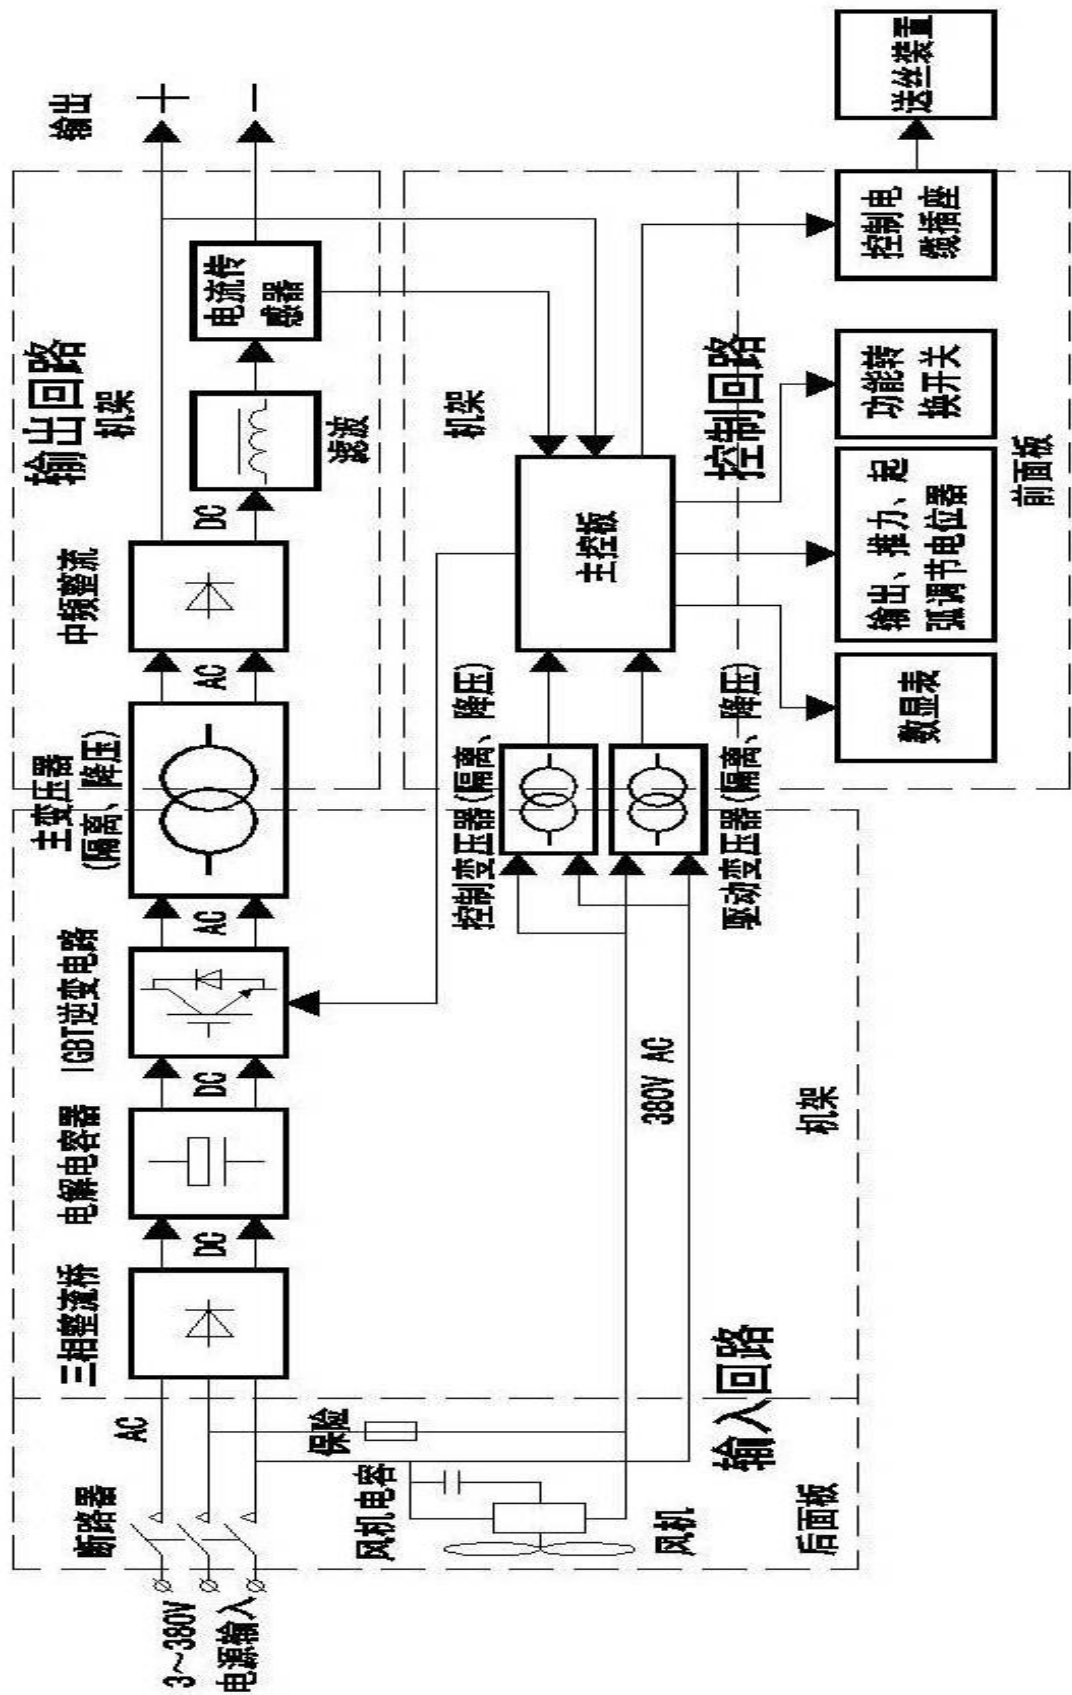 3～380V
电源输入
断路器
AC
三相整流桥
DC
电解电容器
DC
IGBT逆变电路
AC
主变压器
(隔离、降压)
AC
中频整流
DC
滤波
电流传
感器
输出回路
机架
输出
+
−
保险
风机电容
风机
后面板
输入回路
机架
380V AC
控制变压器(隔离、降压)
驱动变压器(隔离、降压)
主控板
机架
控制回路
数显表
输出、推力、起
弧调节电位器
功能转
换开关
控制电
缆插座
送丝装置
前面板